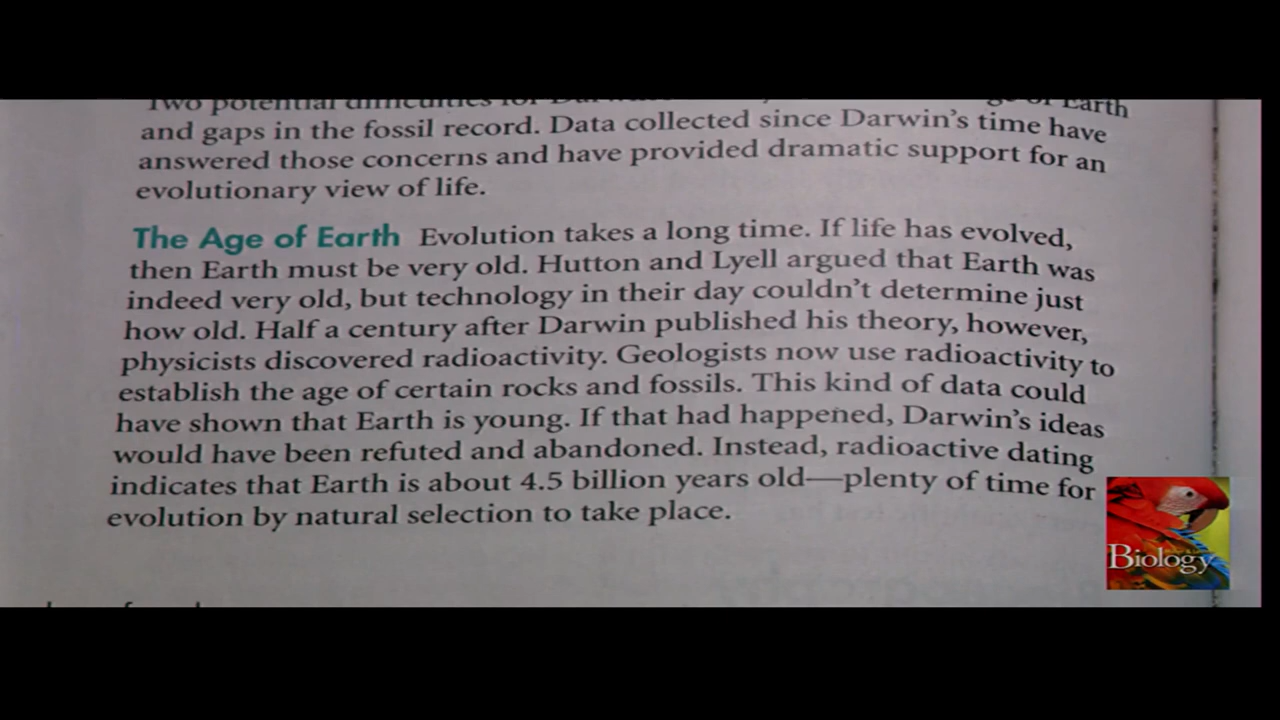 Two potential difficulties for Earth
and gaps in the fossil record. Data collected since Darwin's time have
answered those concerns and have provided dramatic support for an
evolutionary view of life.
The Age of Earth Evolution takes a long time. If life has evolved,
then Earth must be very old. Hutton and Lyell argued that Earth was
indeed very old, but technology in their day couldn't determine just
how old. Half a century after Darwin published his theory, however,
physicists discovered radioactivity. Geologists now use radioactivity to
establish the age of certain rocks and fossils. This kind of data could
have shown that Earth is young. If that had happened, Darwin's ideas
would have been refuted and abandoned. Instead, radioactive dating
indicates that Earth is about 4.5 billion years old—plenty of time for
evolution by natural selection to take place.
Biology